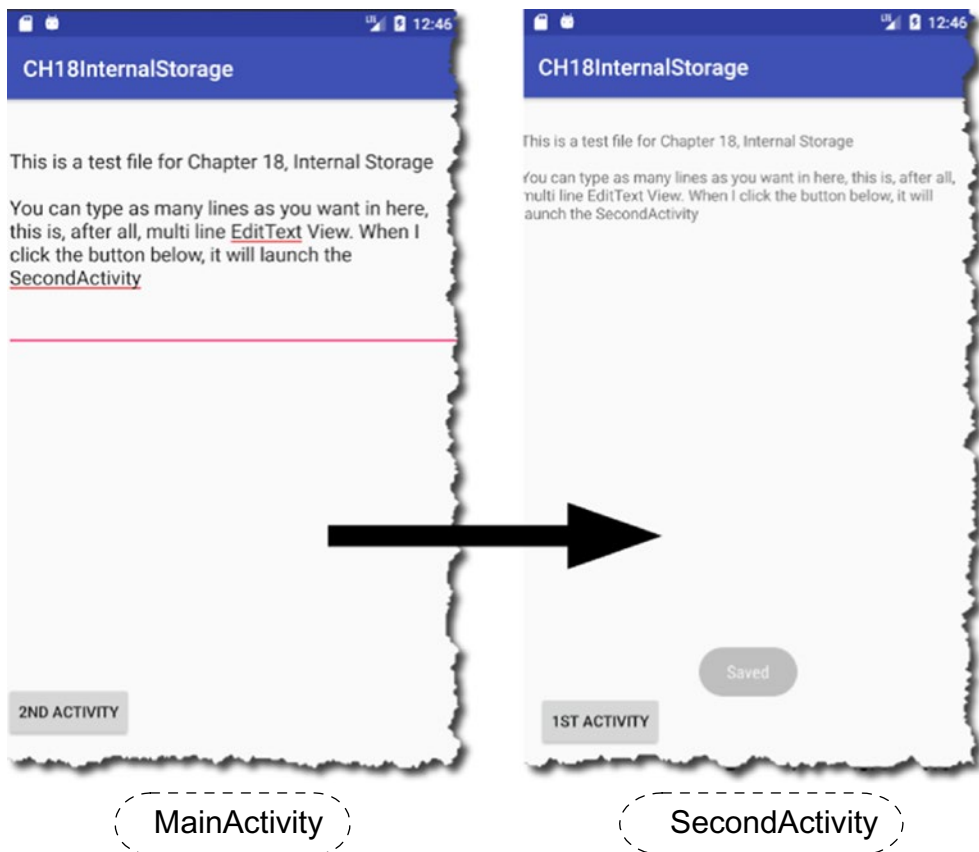 LTE 12:46
CH18InternalStorage
This is a test file for Chapter 18, Internal Storage
You can type as many lines as you want in here,
this is, after all, multi line EditText View. When I
click the button below, it will launch the
SecondActivity
2ND ACTIVITY
MainActivity
LTE 12:46
CH18InternalStorage
This is a test file for Chapter 18, Internal Storage
You can type as many lines as you want in here, this is, after all,
multi line EditText View. When I click the button below, it will
launch the SecondActivity
Saved
1ST ACTIVITY
SecondActivity